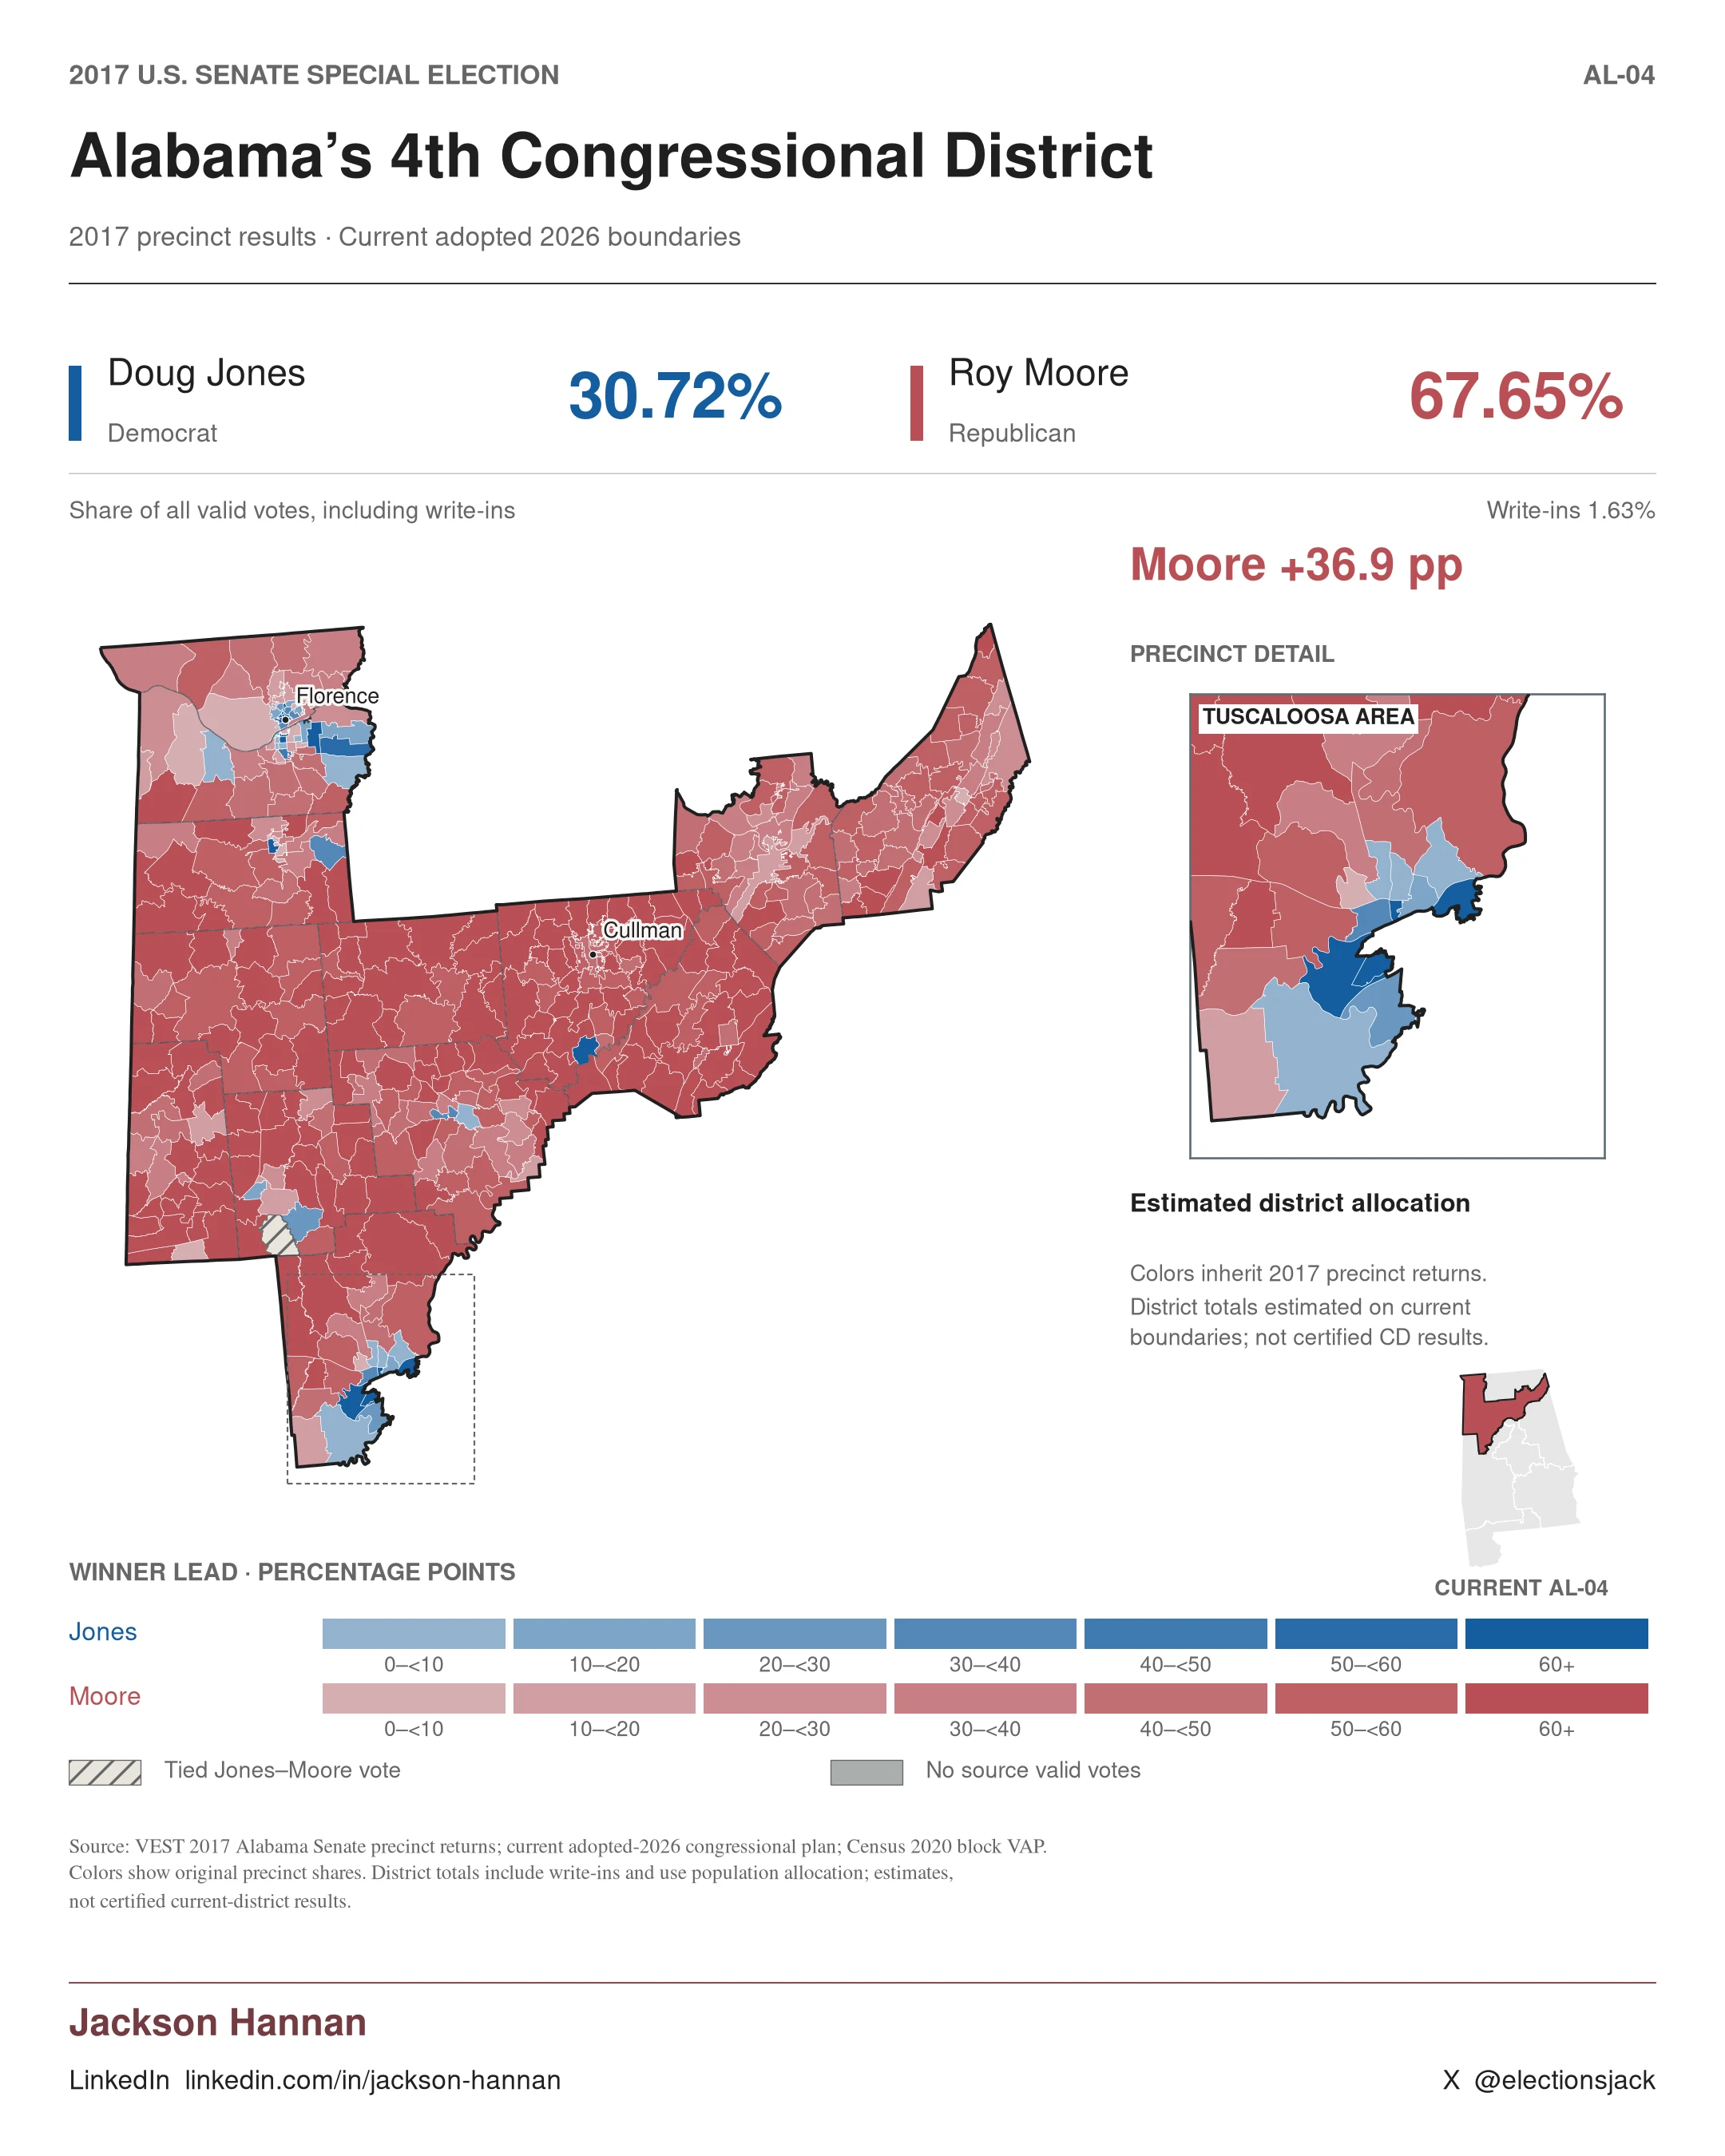 2017 U.S. SENATE SPECIAL ELECTION
AL-04
Alabama’s 4th Congressional District
2017 precinct results · Current adopted 2026 boundaries
Doug Jones
Democrat
30.72%
Roy Moore
Republican
67.65%
Share of all valid votes, including write-ins
Write-ins 1.63%
Moore +36.9 pp
PRECINCT DETAIL
TUSCALOOSA AREA
Florence
Cullman
Estimated district allocation
Colors inherit 2017 precinct returns.
District totals estimated on current
boundaries; not certified CD results.
CURRENT AL-04
WINNER LEAD · PERCENTAGE POINTS
Jones
0–<10 10–<20 20–<30 30–<40 40–<50 50–<60 60+
Moore
0–<10 10–<20 20–<30 30–<40 40–<50 50–<60 60+
Tied Jones–Moore vote
No source valid votes
Source: VEST 2017 Alabama Senate precinct returns; current adopted-2026 congressional plan; Census 2020 block VAP.
Colors show original precinct shares. District totals include write-ins and use population allocation; estimates,
not certified current-district results.
Jackson Hannan
LinkedIn linkedin.com/in/jackson-hannan
X @electionsjack